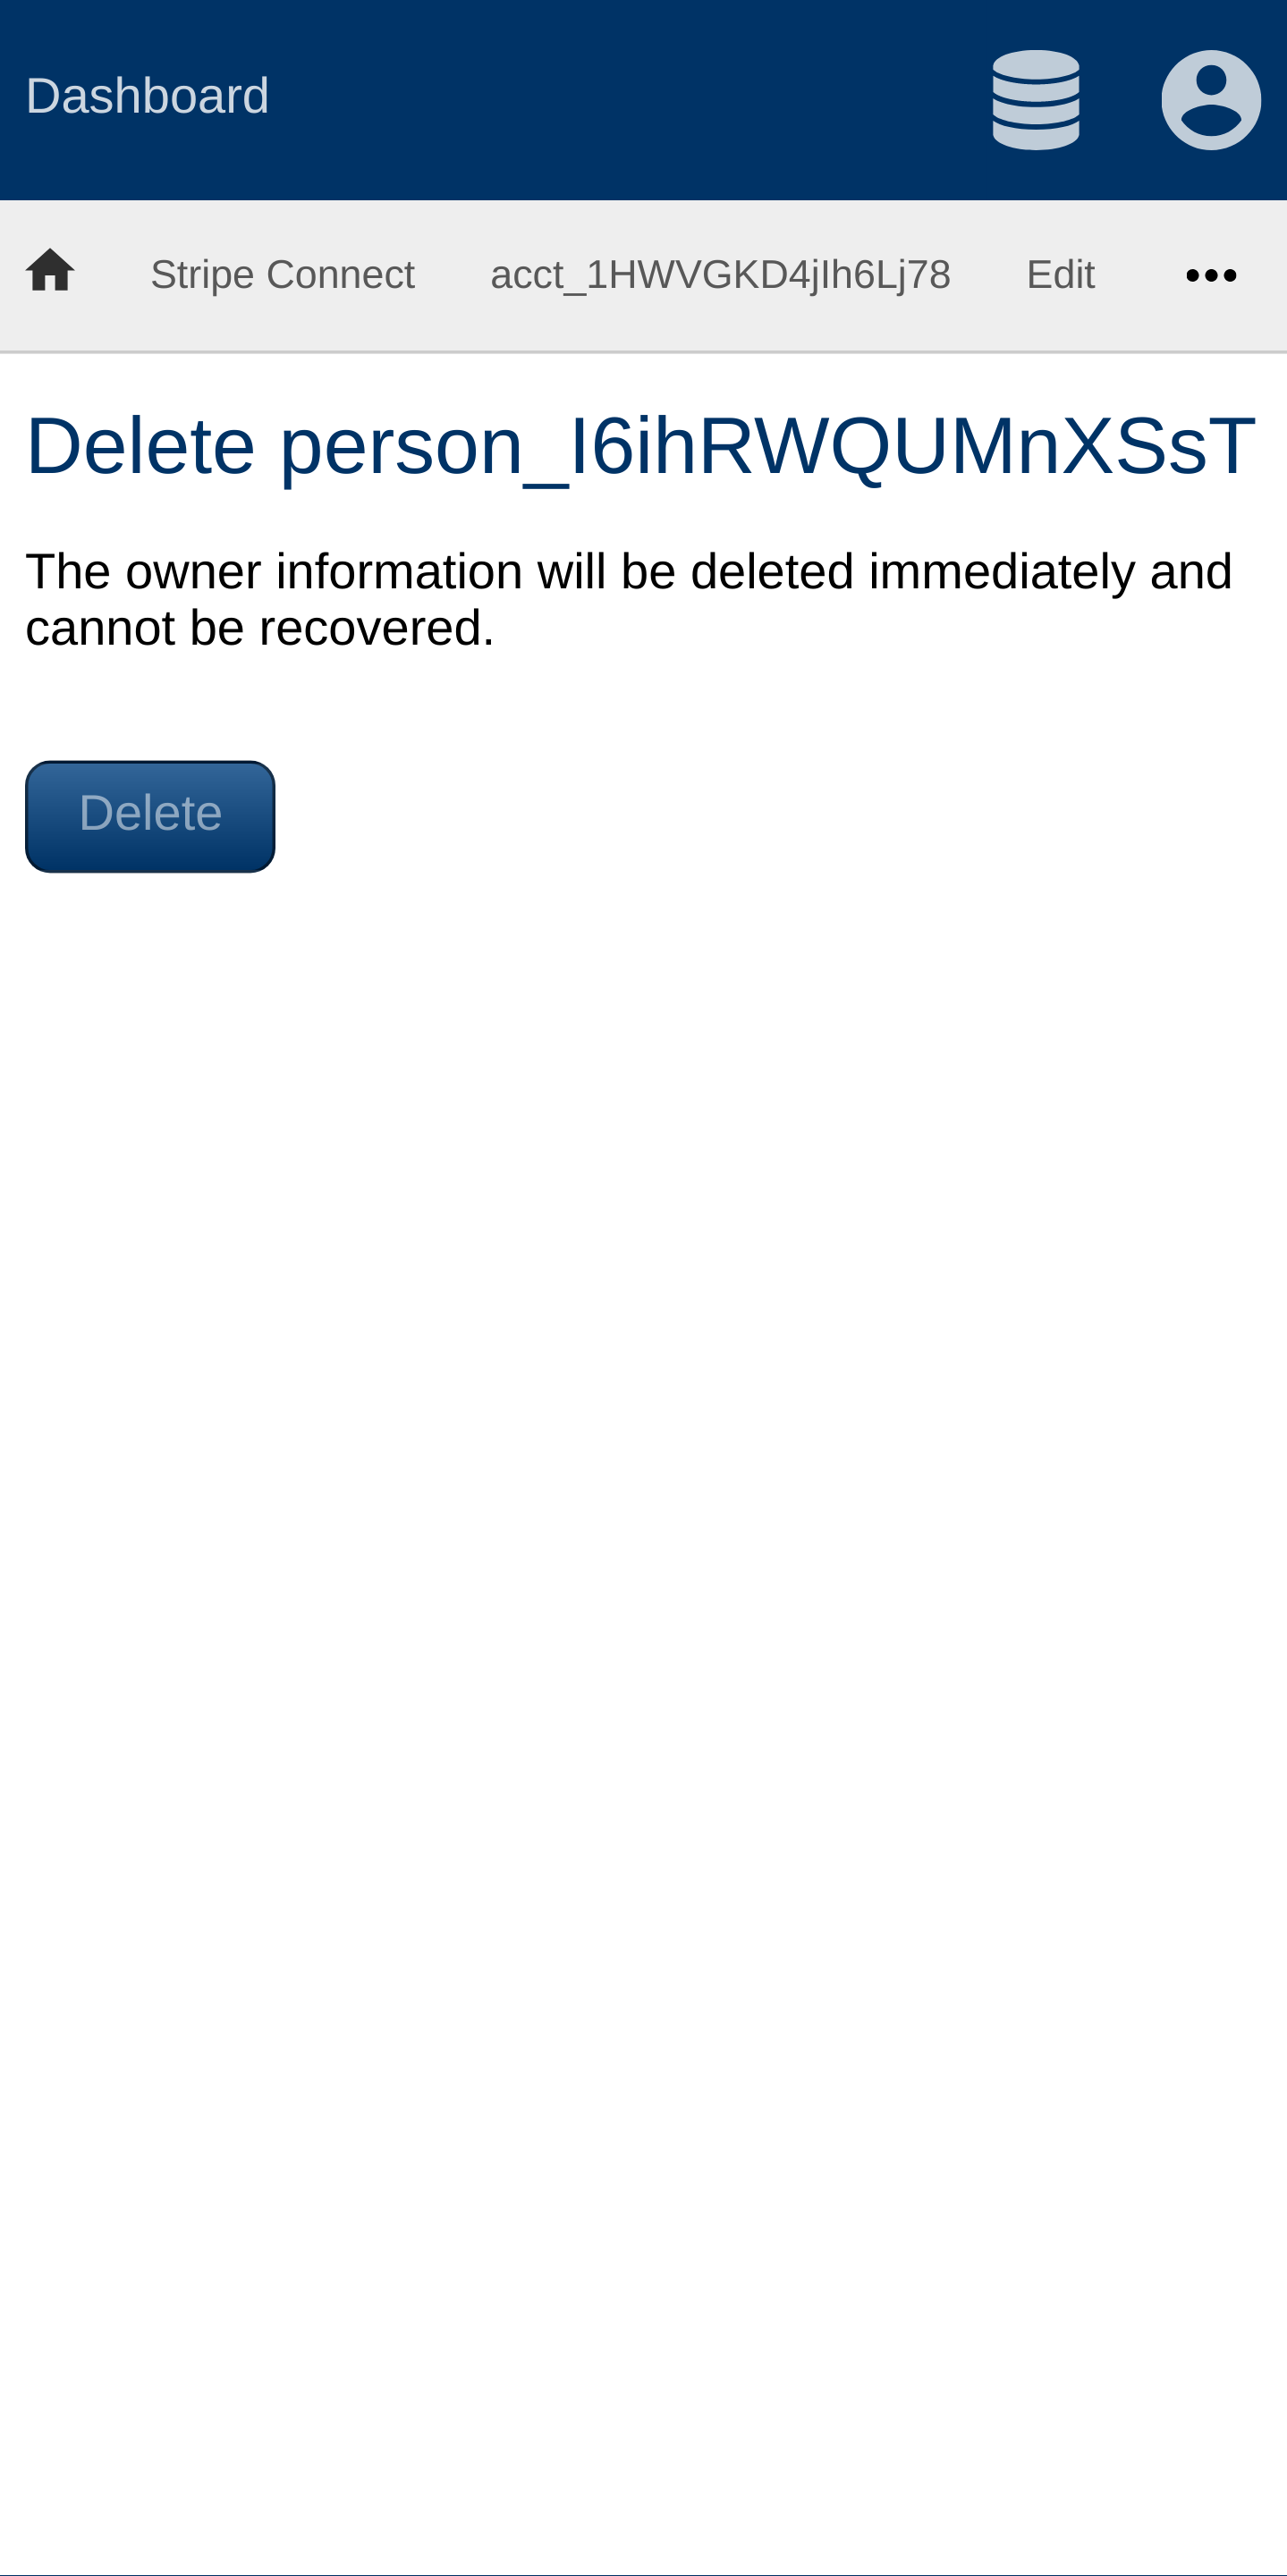 Dashboard
Stripe Connect acct_1HWVGKD4jIh6Lj78 Edit
Delete person_I6ihRWQUMnXSsT
The owner information will be deleted immediately and
cannot be recovered.
Delete